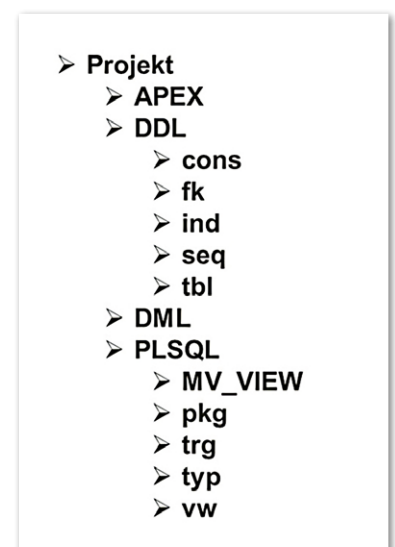 Projekt
APEX
DDL
cons
fk
ind
seq
tbl
DML
PLSQL
MV_VIEW
pkg
trg
typ
vw